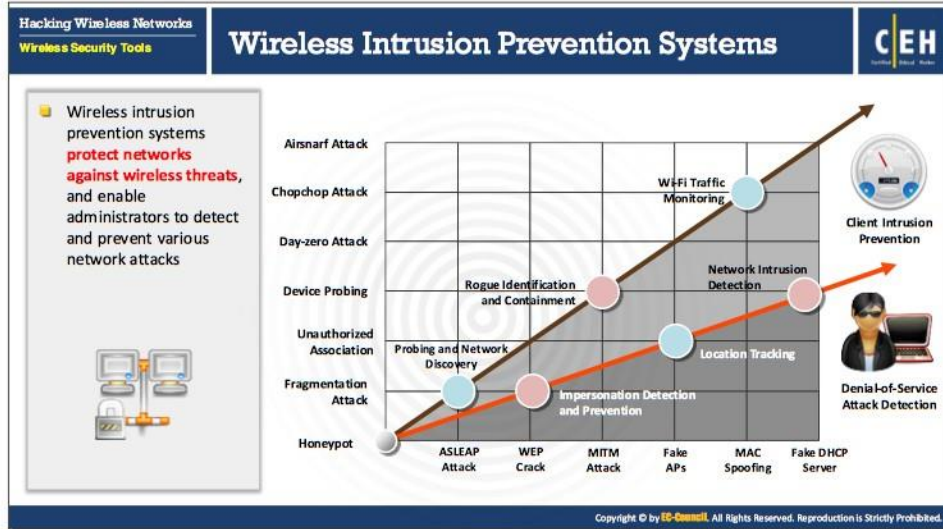 Hacking Wireless Networks
Wireless Security Tools
Wireless Intrusion Prevention Systems
CEH
Certified Ethical Hacker
Wireless intrusion
prevention systems
protect networks
against wireless threats,
and enable
administrators to detect
and prevent various
network attacks
Airsnarf Attack
Chopchop Attack
Day-zero Attack
Device Probing
Unauthorized
Association
Fragmentation
Attack
Honeypot
Wi-Fi Traffic
Monitoring
Rogue Identification
and Containment
Network Intrusion
Detection
Probing and Network
Discovery
Location Tracking
Impersonation Detection
and Prevention
ASLEAP
Attack
WEP
Crack
MITM
Attack
Fake
APs
MAC
Spoofing
Fake DHCP
Server
Client Intrusion
Prevention
Denial-of-Service
Attack Detection
Copyright © by EC-Council. All Rights Reserved. Reproduction is Strictly Prohibited.